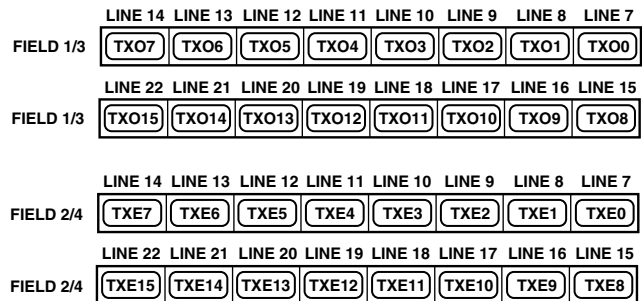 LINE 14 LINE 13 LINE 12 LINE 11 LINE 10 LINE 9 LINE 8 LINE 7
FIELD 1/3 TXO7 TXO6 TXO5 TXO4 TXO3 TXO2 TXO1 TXO0
LINE 22 LINE 21 LINE 20 LINE 19 LINE 18 LINE 17 LINE 16 LINE 15
FIELD 1/3 TXO15 TXO14 TXO13 TXO12 TXO11 TXO10 TXO9 TXO8
LINE 14 LINE 13 LINE 12 LINE 11 LINE 10 LINE 9 LINE 8 LINE 7
FIELD 2/4 TXE7 TXE6 TXE5 TXE4 TXE3 TXE2 TXE1 TXE0
LINE 22 LINE 21 LINE 20 LINE 19 LINE 18 LINE 17 LINE 16 LINE 15
FIELD 2/4 TXE15 TXE14 TXE13 TXE12 TXE11 TXE10 TXE9 TXE8